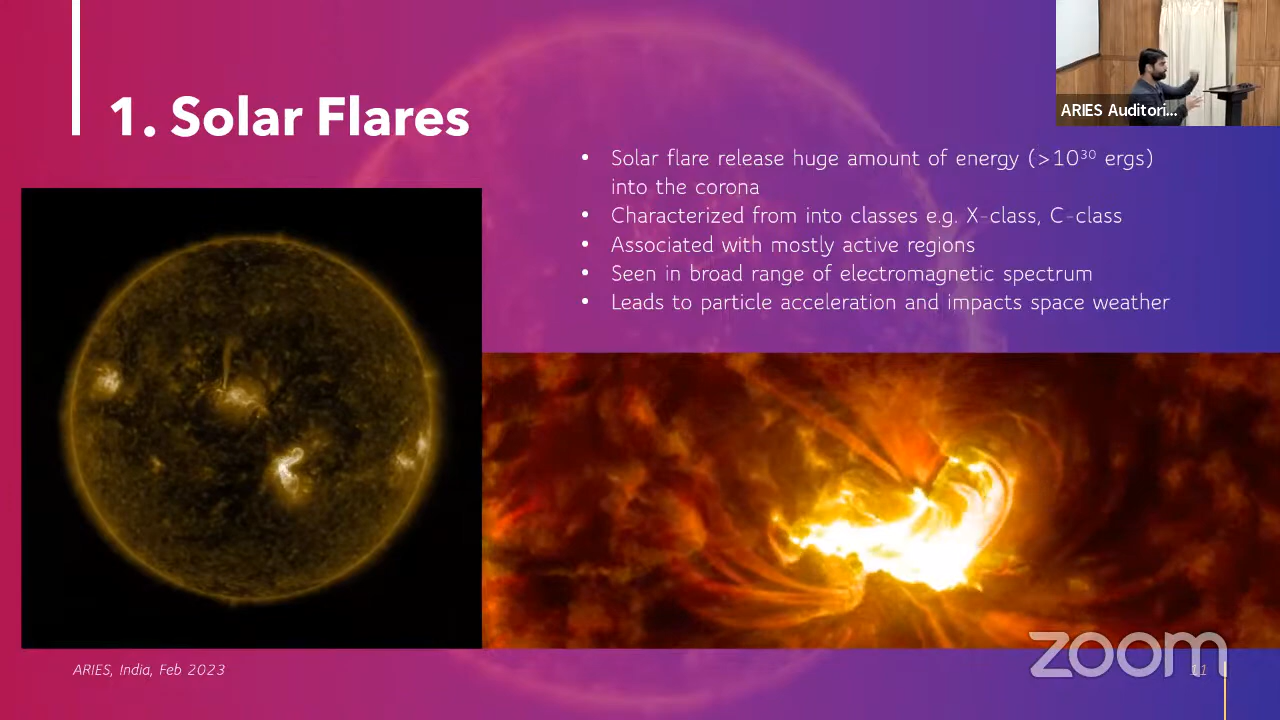 ARIES Auditori...
1. Solar Flares
• Solar flare release huge amount of energy (>10³⁰ ergs)
into the corona
• Characterized from into classes e.g. X-class, C-class
• Associated with mostly active regions
• Seen in broad range of electromagnetic spectrum
• Leads to particle acceleration and impacts space weather
zoom
ARIES, India, Feb 2023
11